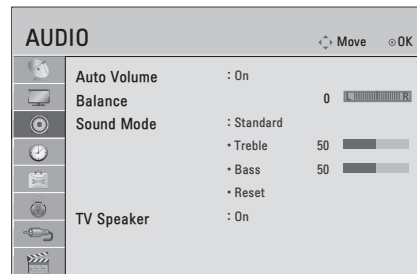 AUDIO Move OK
Auto Volume : On
Balance 0 L R
Sound Mode : Standard
• Treble 50
• Bass 50
• Reset
TV Speaker : On